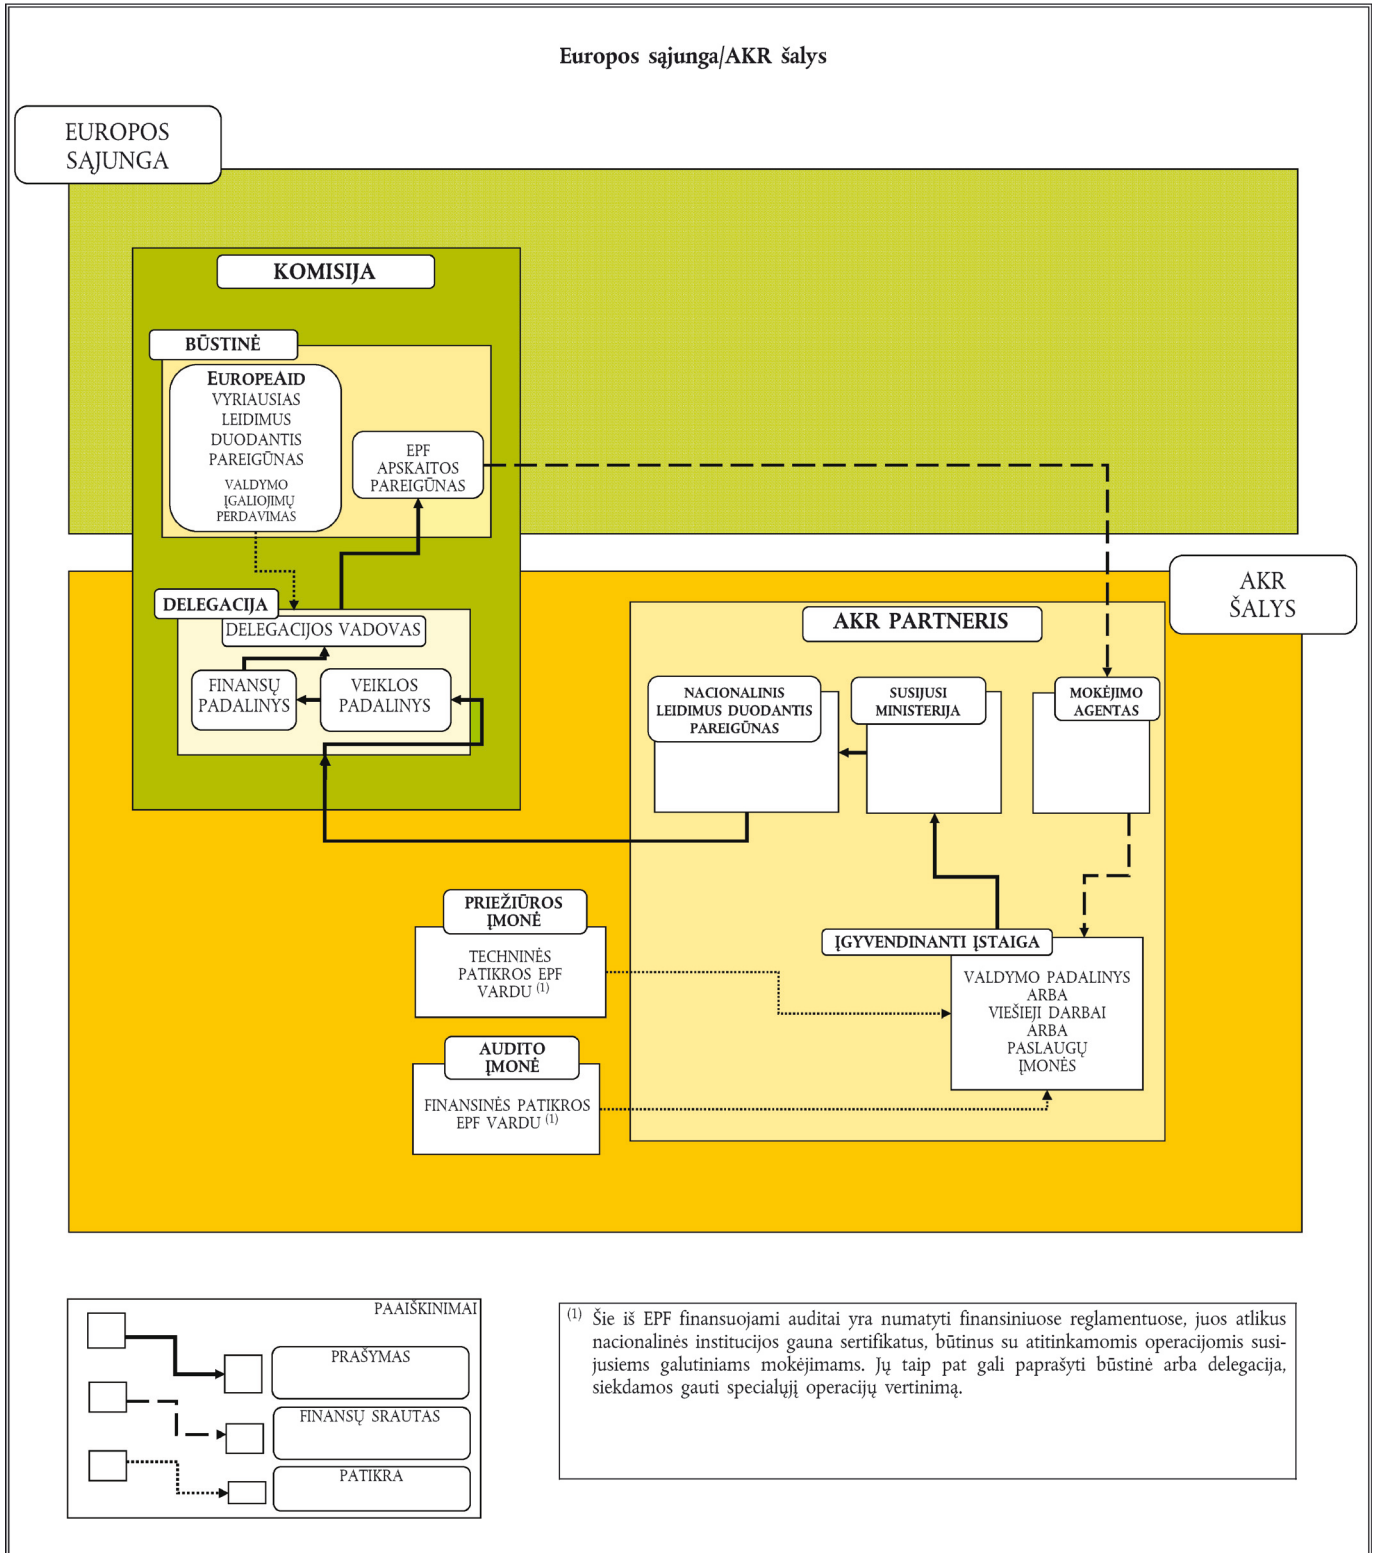 Europos sąjunga/AKR šalys
EUROPOS
SĄJUNGA
KOMISIJA
BŪSTINĖ
EUROPEAID
VYRIAUSIAS
LEIDIMUS
DUODANTIS
PAREIGŪNAS
VALDYMO
ĮGALIOJIMŲ
PERDAVIMAS
EPF
APSKAITOS
PAREIGŪNAS
AKR
ŠALYS
DELEGACIJA
DELEGACIJOS VADOVAS
FINANSŲ
PADALINYS
VEIKLOS
PADALINYS
AKR PARTNERIS
NACIONALINIS
LEIDIMUS DUODANTIS
PAREIGŪNAS
SUSIJUSI
MINISTERIJA
MOKĖJIMO
AGENTAS
PRIEŽIŪROS
ĮMONĖ
TECHNINĖS
PATIKROS EPF
VARDU (1)
ĮGYVENDINANTI ĮSTAIGA
VALDYMO PADALINYS
ARBA
VIEŠIEJI DARBAI
ARBA
PASLAUGŲ
ĮMONĖS
AUDITO
ĮMONĖ
FINANSINĖS PATIKROS
EPF VARDU (1)
PAAIŠKINIMAI
PRAŠYMAS
FINANSŲ SRAUTAS
PATIKRA
(1) Šie iš EPF finansuojami auditai yra numatyti finansiniuose reglamentuose, juos atlikus
nacionalinės institucijos gauna sertifikatus, būtinus su atitinkamomis operacijomis susi-
jusiems galutiniams mokėjimams. Jų taip pat gali paprašyti būstinė arba delegacija,
siekdamos gauti specialųjį operacijų vertinimą.